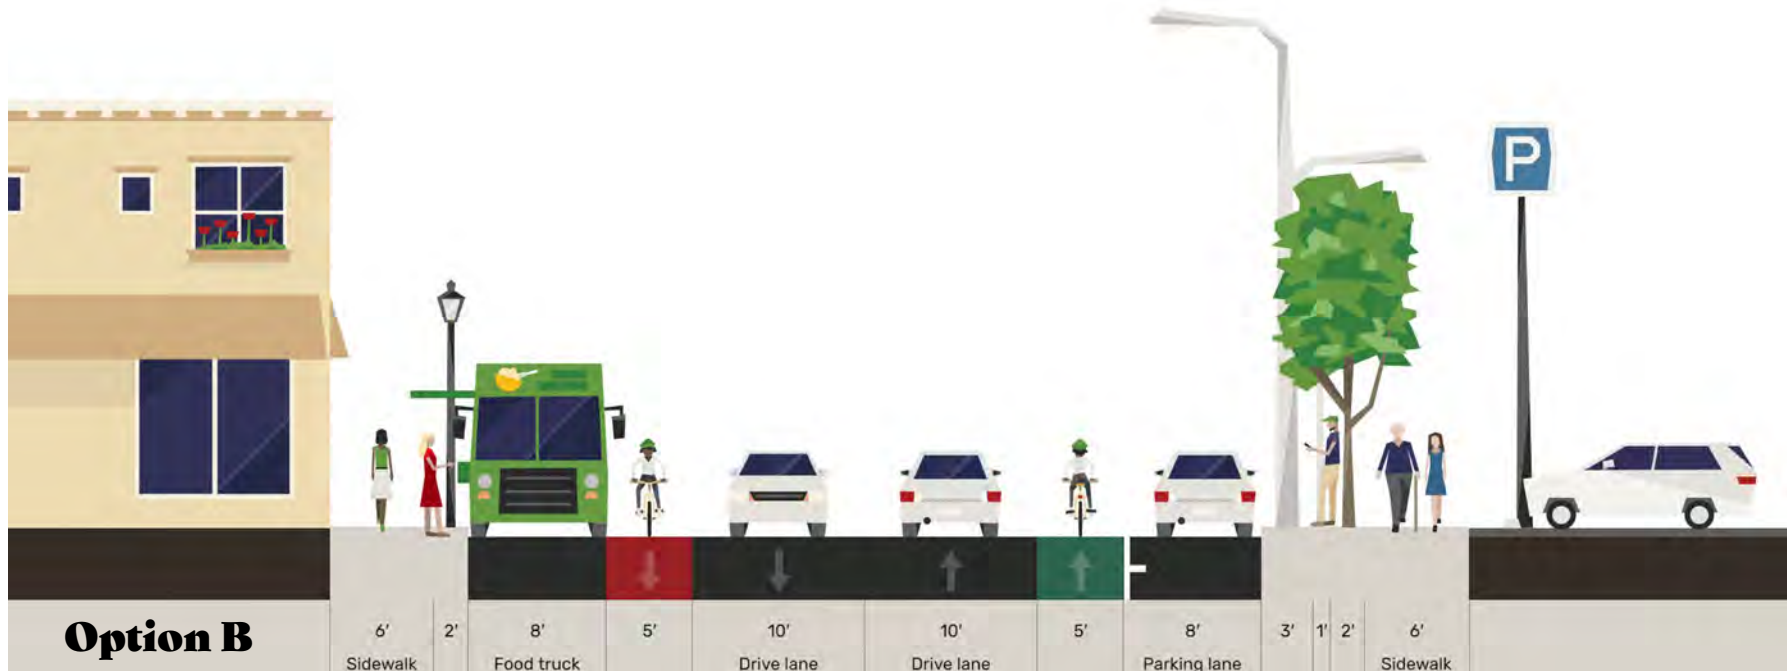 P
Option B
6' 2' 8' 5' 10' 10' 5' 8' 3' 1' 2' 6'
Sidewalk Food truck Drive lane Drive lane Parking lane Sidewalk